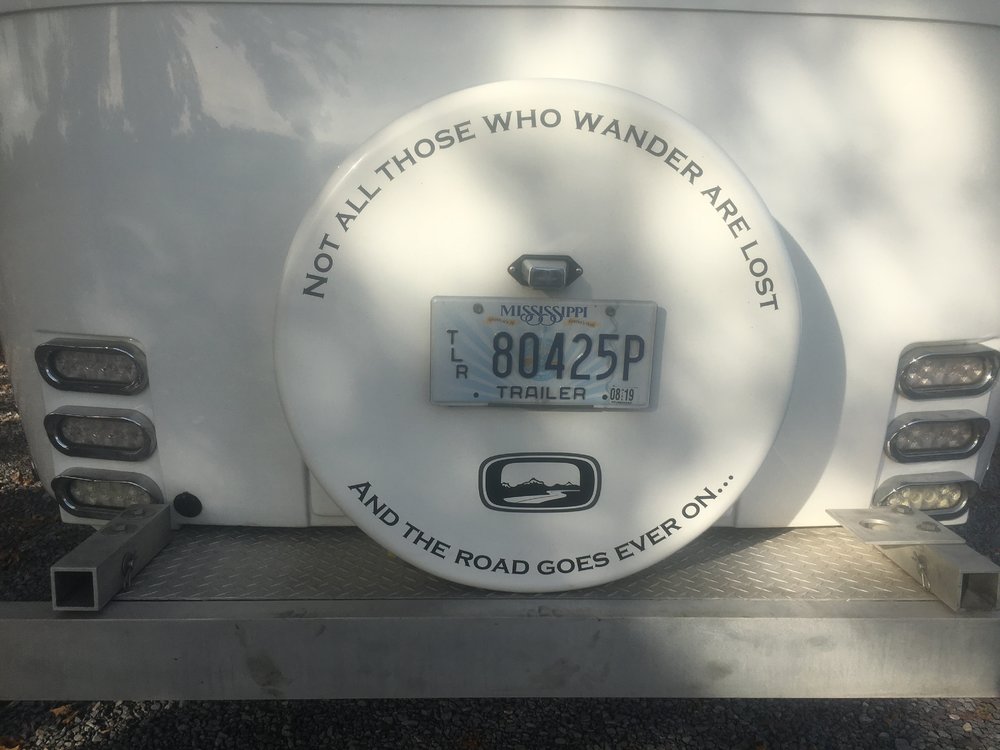 NOT ALL THOSE WHO WANDER ARE LOST
MISSISSIPPI
TLR
80425P
TRAILER
08:19
AND THE ROAD GOES EVER ON...